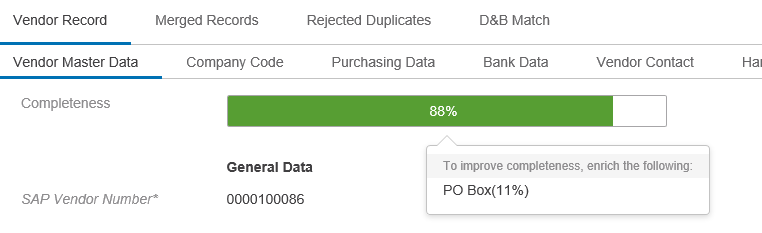 Vendor Record Merged Records Rejected Duplicates D&B Match
Vendor Master Data Company Code Purchasing Data Bank Data Vendor Contact Har
Completeness 88%
To improve completeness, enrich the following:
General Data
PO Box(11%)
SAP Vendor Number* 0000100086